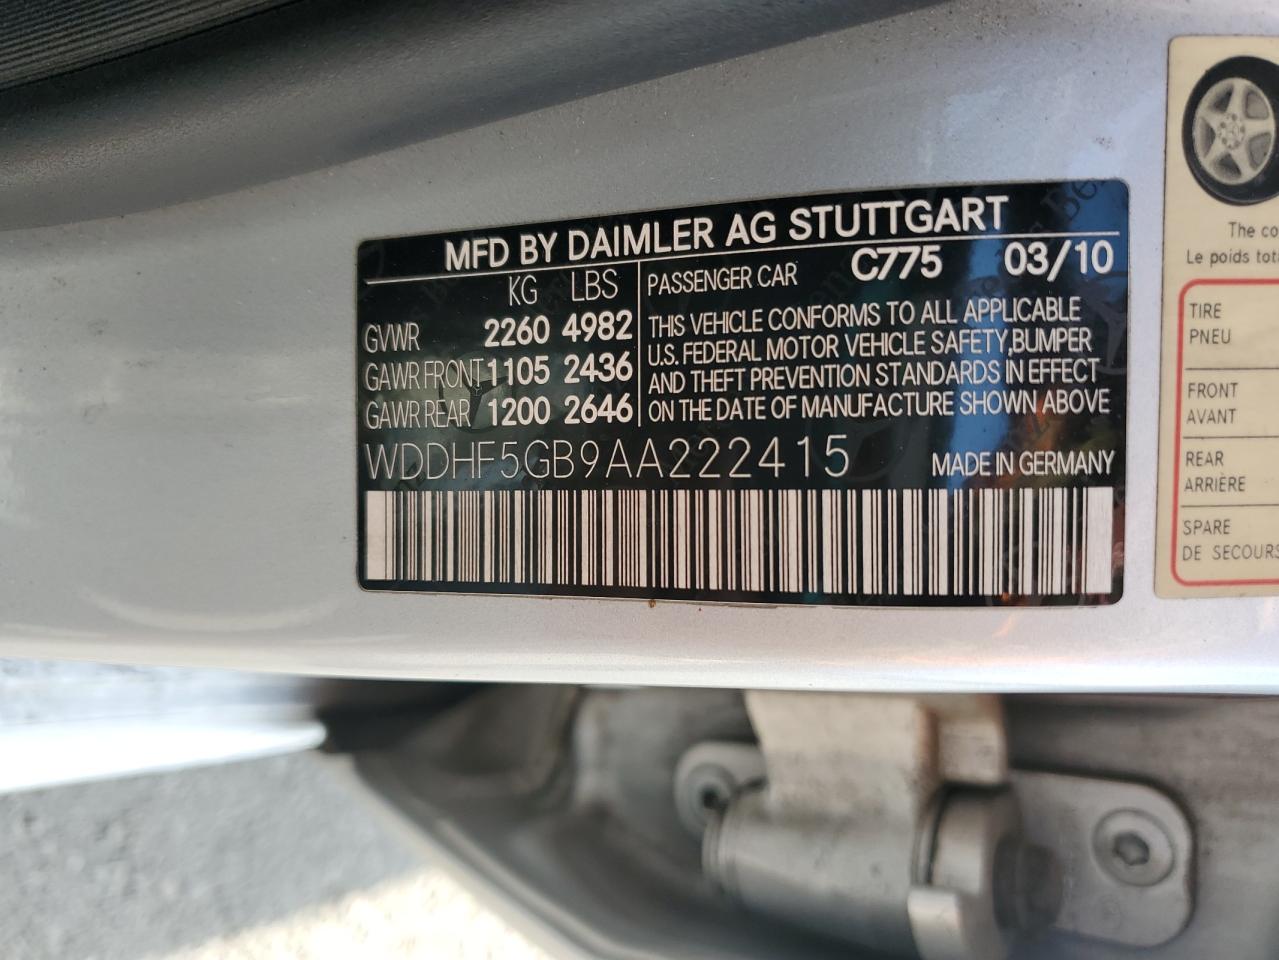 MFD BY DAIMLER AG STUTTGART
KG LBS
GVWR 2260 4982
GAWR FRONT 1105 2436
GAWR REAR 1200 2646
PASSENGER CAR C775 03/10
THIS VEHICLE CONFORMS TO ALL APPLICABLE
U.S. FEDERAL MOTOR VEHICLE SAFETY,BUMPER
AND THEFT PREVENTION STANDARDS IN EFFECT
ON THE DATE OF MANUFACTURE SHOWN ABOVE
WDDHF5GB9AA222415 MADE IN GERMANY
The
Le poids
TIRE
PNEU
FRONT
AVANT
REAR
ARRIÈRE
SPARE
DE SECOURS